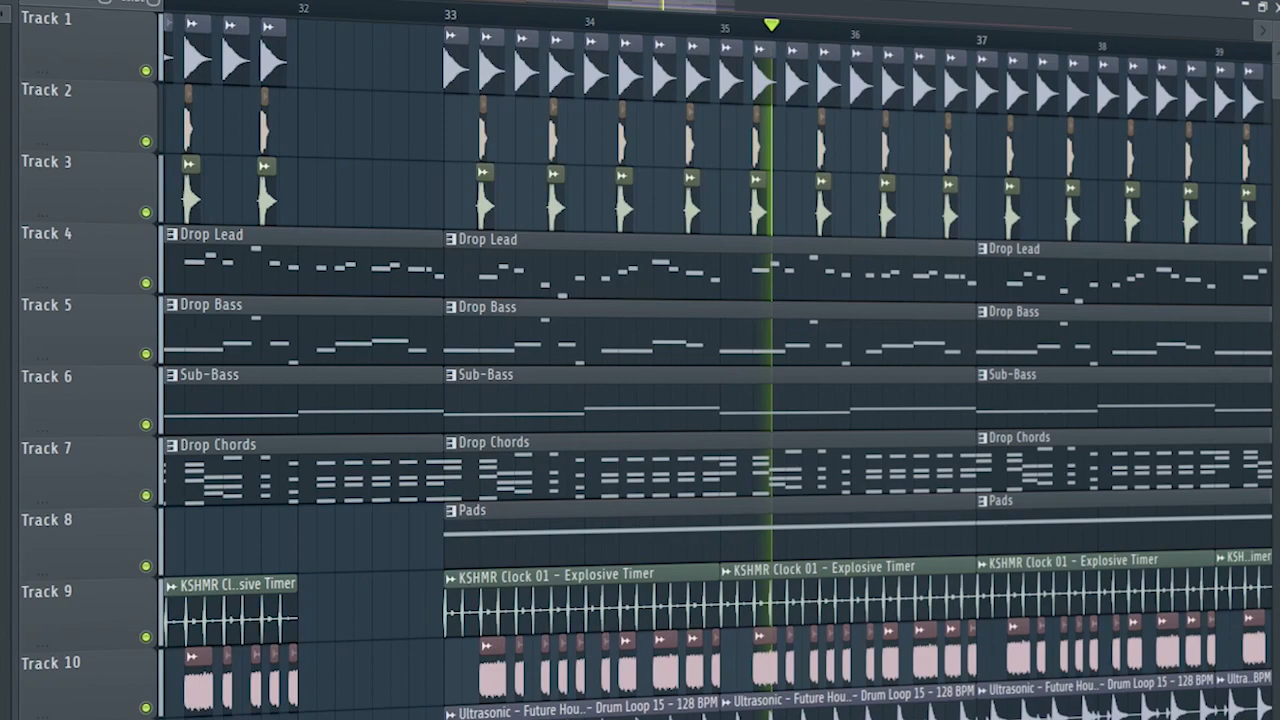 32 33 34 35 36 37 38 39
Track 1
Track 2
Track 3
Track 4
Drop Lead Drop Lead Drop Lead
Track 5
Drop Bass Drop Bass Drop Bass
Track 6
Sub-Bass Sub-Bass Sub-Bass
Track 7
Drop Chords Drop Chords Drop Chords
Track 8
Pads Pads
Track 9
KSHMR Cl..sive Timer KSHMR Clock 01 - Explosive Timer KSHMR Clock 01 - Explosive Timer KSHMR Clock 01 - Explosive Timer KSH..imer
Track 10
Ultrasonic - Future Hou..- Drum Loop 15 - 128 BPM Ultrasonic - Future Hou..- Drum Loop 15 - 128 BPM Ultrasonic - Future Hou..- Drum Loop 15 - 128 BPM Ultra..BPM